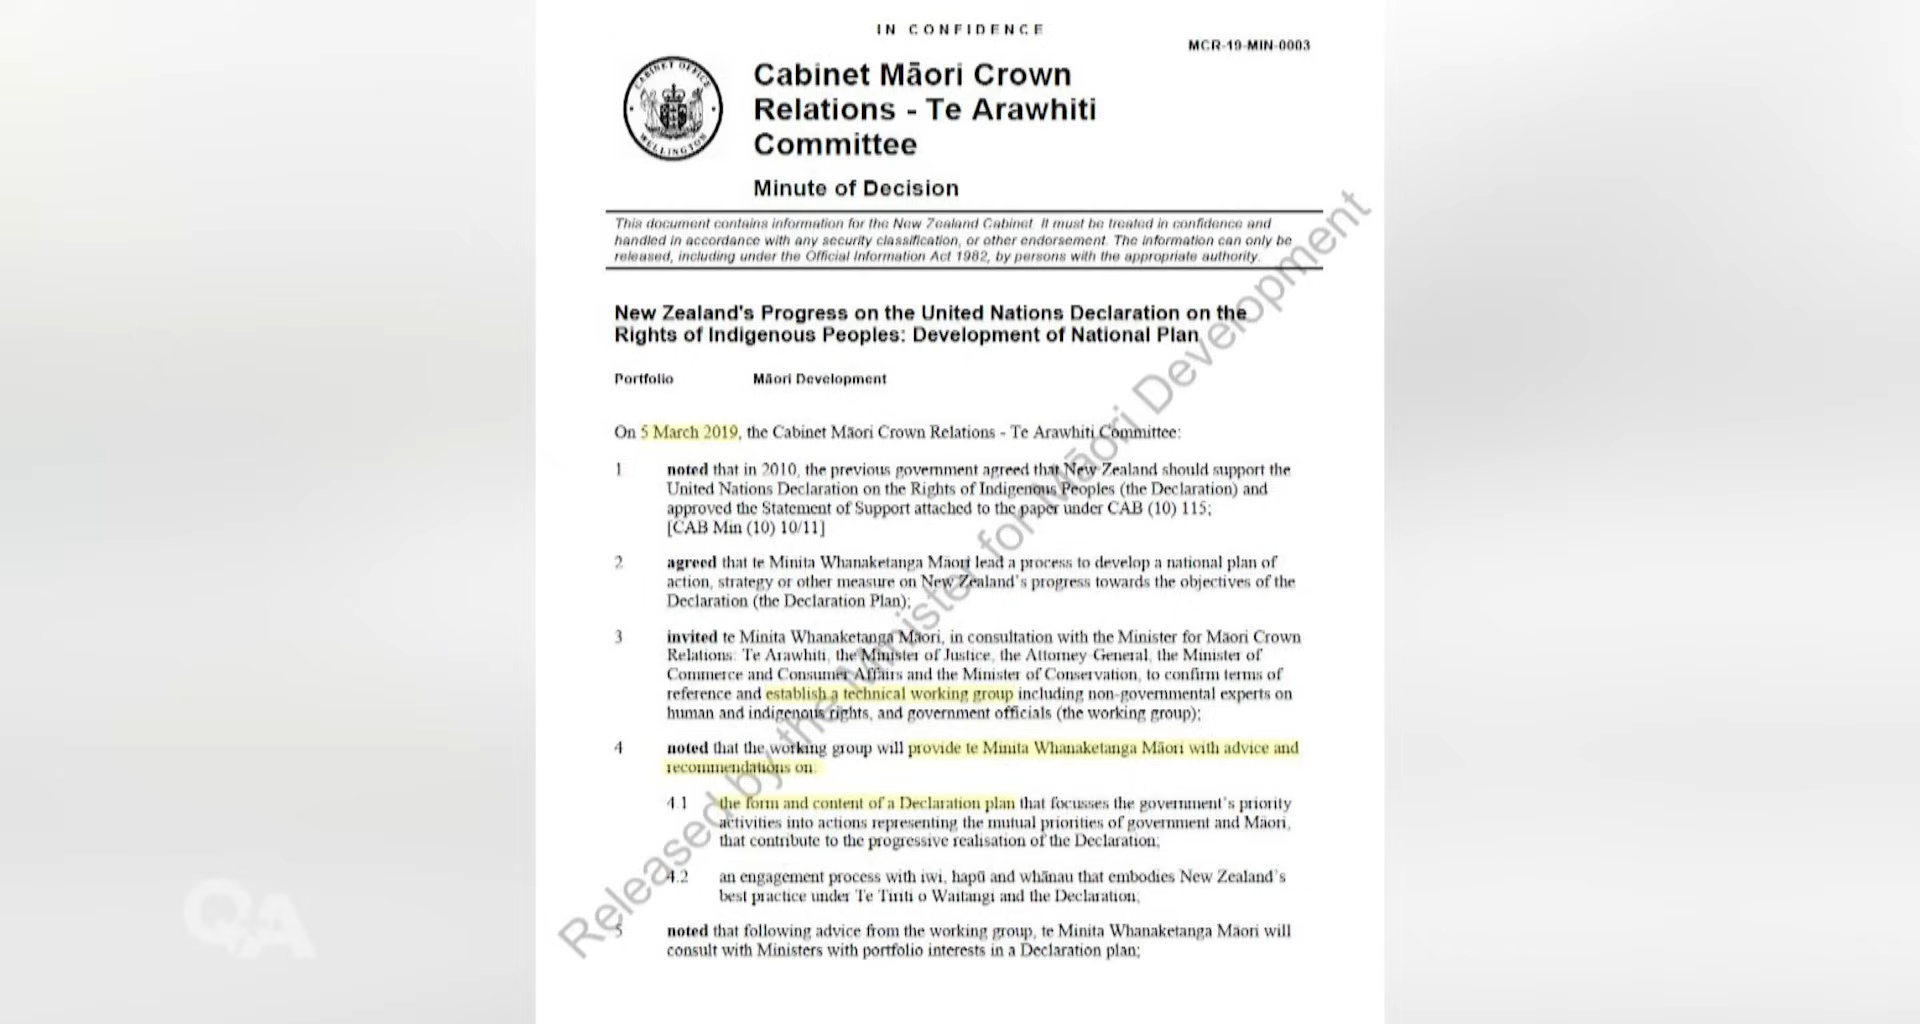 IN CONFIDENCE
MCR-19-MIN-0003
CABINET OFFICE
WELLINGTON
Cabinet Māori Crown
Relations - Te Arawhiti
Committee
Minute of Decision
This document contains information for the New Zealand Cabinet. It must be treated in confidence and
handled in accordance with any security classification, or other endorsement. The information can only be
released, including under the Official Information Act 1982, by persons with the appropriate authority.
New Zealand's Progress on the United Nations Declaration on the
Rights of Indigenous Peoples: Development of National Plan
Portfolio Māori Development
On 5 March 2019, the Cabinet Māori Crown Relations - Te Arawhiti Committee:
1 noted that in 2010, the previous government agreed that New Zealand should support the
United Nations Declaration on the Rights of Indigenous Peoples (the Declaration) and
approved the Statement of Support attached to the paper under CAB (10) 115;
[CAB Min (10) 10/11]
2 agreed that te Minita Whanaketanga Māori lead a process to develop a national plan of
action, strategy or other measure on New Zealand's progress towards the objectives of the
Declaration (the Declaration Plan);
3 invited te Minita Whanaketanga Māori, in consultation with the Minister for Māori Crown
Relations: Te Arawhiti, the Minister of Justice, the Attorney-General, the Minister of
Commerce and Consumer Affairs and the Minister of Conservation, to confirm terms of
reference and establish a technical working group including non-governmental experts on
human and indigenous rights, and government officials (the working group);
4 noted that the working group will provide te Minita Whanaketanga Māori with advice and
recommendations on:
4.1 the form and content of a Declaration plan that focusses the government's priority
activities into actions representing the mutual priorities of government and Māori,
that contribute to the progressive realisation of the Declaration;
4.2 an engagement process with iwi, hapū and whānau that embodies New Zealand's
best practice under Te Tiriti o Waitangi and the Declaration;
5 noted that following advice from the working group, te Minita Whanaketanga Māori will
consult with Ministers with portfolio interests in a Declaration plan;
Released by the Minister for Māori Development
Q+A